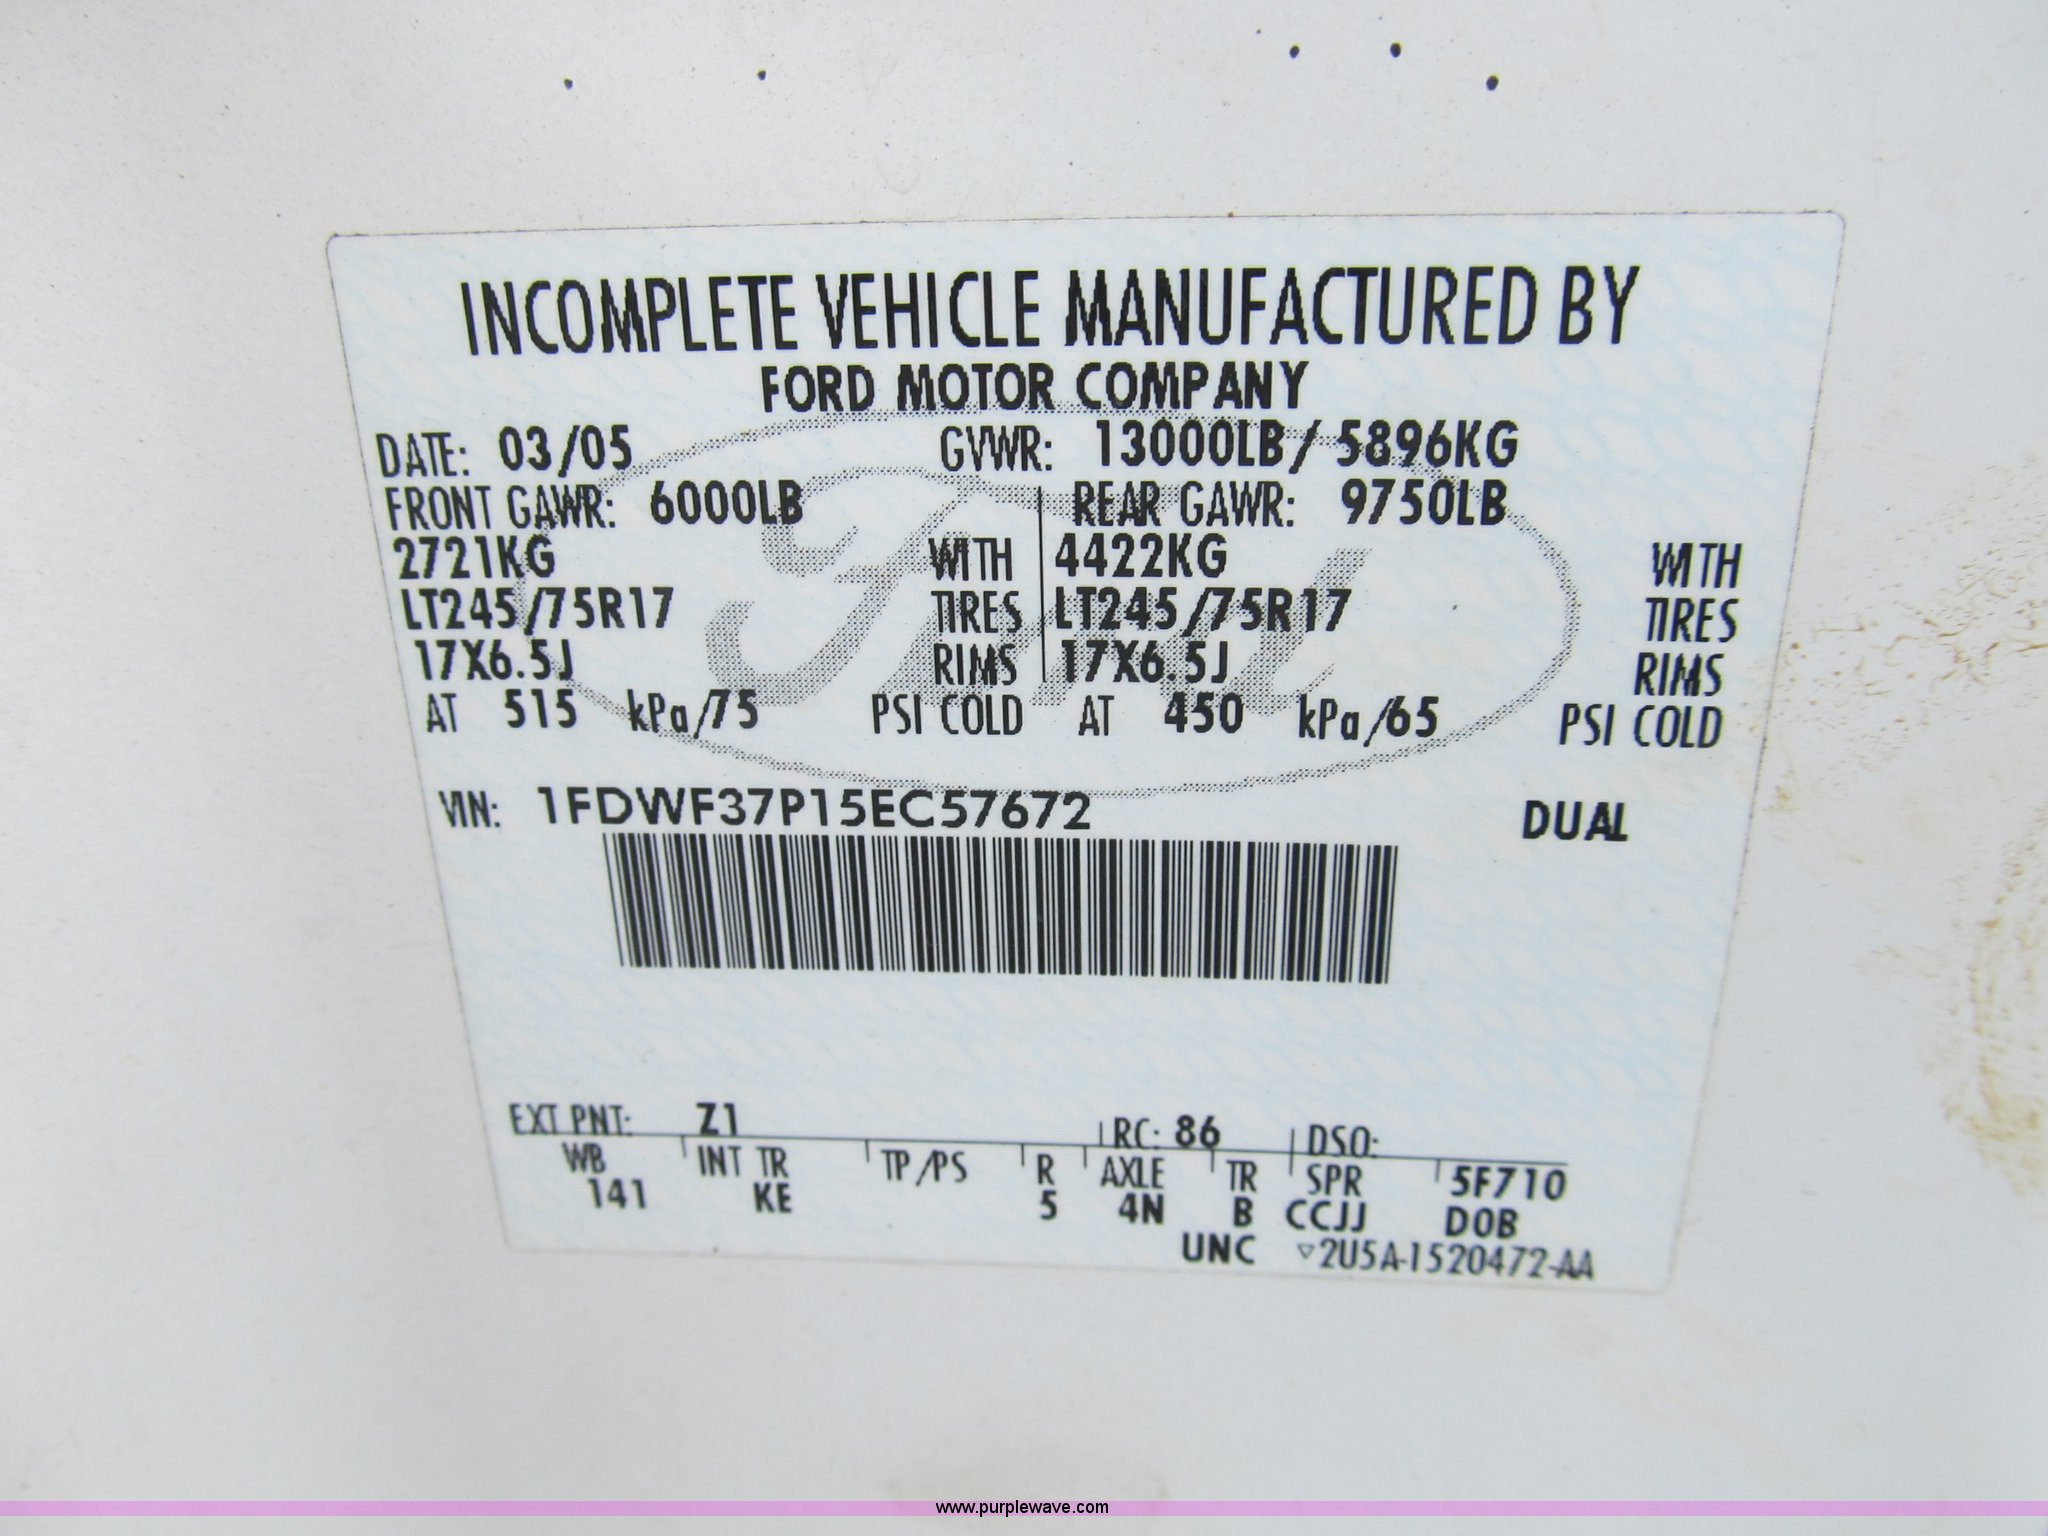 INCOMPLETE VEHICLE MANUFACTURED BY
FORD MOTOR COMPANY
DATE: 03/05 GVWR: 13000LB/ 5896KG
FRONT GAWR: 6000LB REAR GAWR: 9750LB
2721KG WITH 4422KG WITH
LT245/75R17 TIRES LT245/75R17 TIRES
17X6.5J RIMS 17X6.5J RIMS
AT 515 kPa/75 PSI COLD AT 450 kPa/65 PSI COLD
VIN: 1FDWF37P15EC57672 DUAL
EXT PNT: Z1 RC: 86 DSO:
WB INT TR TP/PS R AXLE TR SPR 5F710
141 KE 5 4N B CCJJ D0B
UNC ▽2U5A-1520472-AA
www.purplewave.com